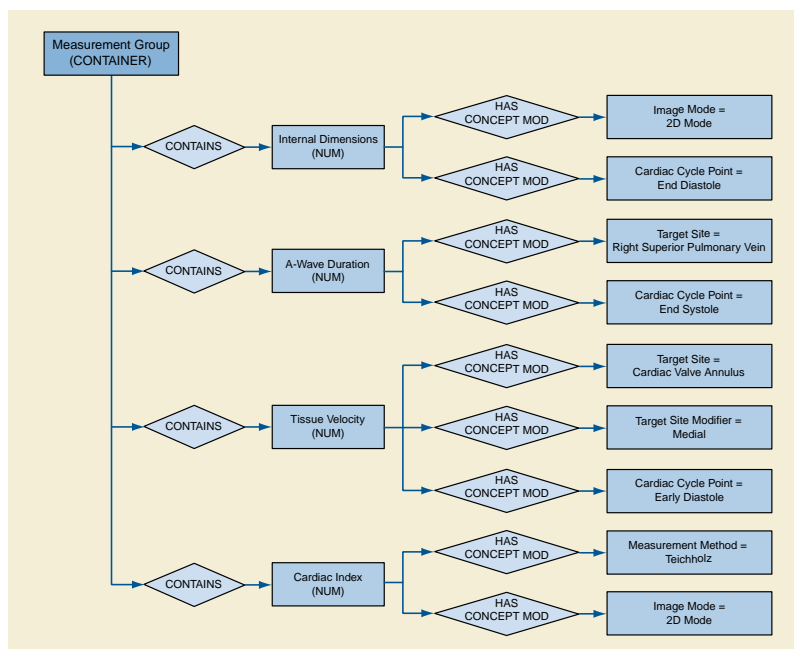 Measurement Group
(CONTAINER)
CONTAINS
Internal Dimensions
(NUM)
HAS
CONCEPT MOD
Image Mode =
2D Mode
HAS
CONCEPT MOD
Cardiac Cycle Point =
End Diastole
CONTAINS
A-Wave Duration
(NUM)
HAS
CONCEPT MOD
Target Site =
Right Superior Pulmonary Vein
HAS
CONCEPT MOD
Cardiac Cycle Point =
End Systole
CONTAINS
Tissue Velocity
(NUM)
HAS
CONCEPT MOD
Target Site =
Cardiac Valve Annulus
HAS
CONCEPT MOD
Target Site Modifier =
Medial
HAS
CONCEPT MOD
Cardiac Cycle Point =
Early Diastole
CONTAINS
Cardiac Index
(NUM)
HAS
CONCEPT MOD
Measurement Method =
Teichholz
HAS
CONCEPT MOD
Image Mode =
2D Mode